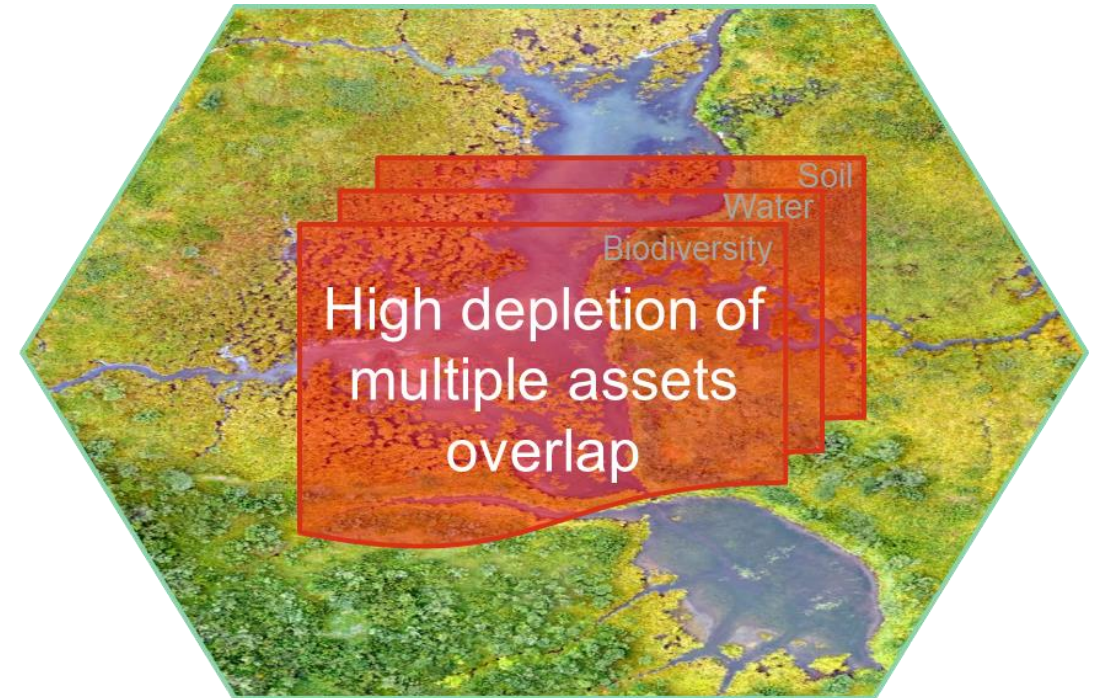 Soil
Water
Biodiversity
High depletion of
multiple assets
overlap